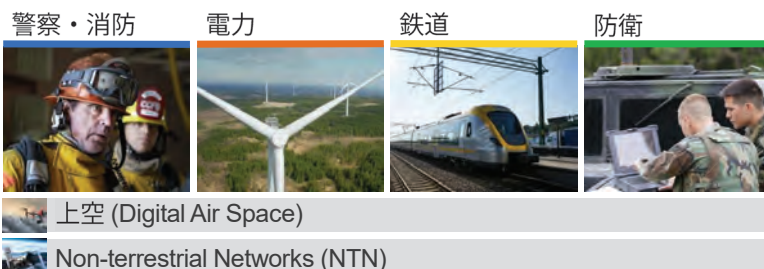 警察・消防
電力
鉄道
防衛
上空 (Digital Air Space)
Non-terrestrial Networks (NTN)